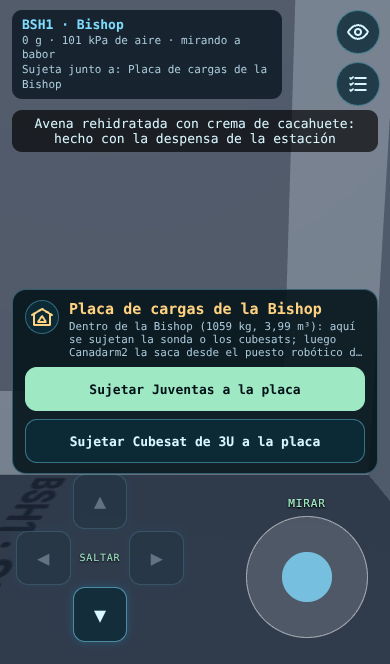 BSH1 · Bishop
0 g · 101 kPa de aire · mirando a
babor
Sujeta junto a: Placa de cargas de la
Bishop
Avena rehidratada con crema de cacahuete:
hecho con la despensa de la estación
Placa de cargas de la Bishop
Dentro de la Bishop (1059 kg, 3,99 m³): aquí
se sujetan la sonda o los cubesats; luego
Canadarm2 la saca desde el puesto robótico d…
Sujetar Juventas a la placa
Sujetar Cubesat de 3U a la placa
BSH1:
SALTAR
MIRAR